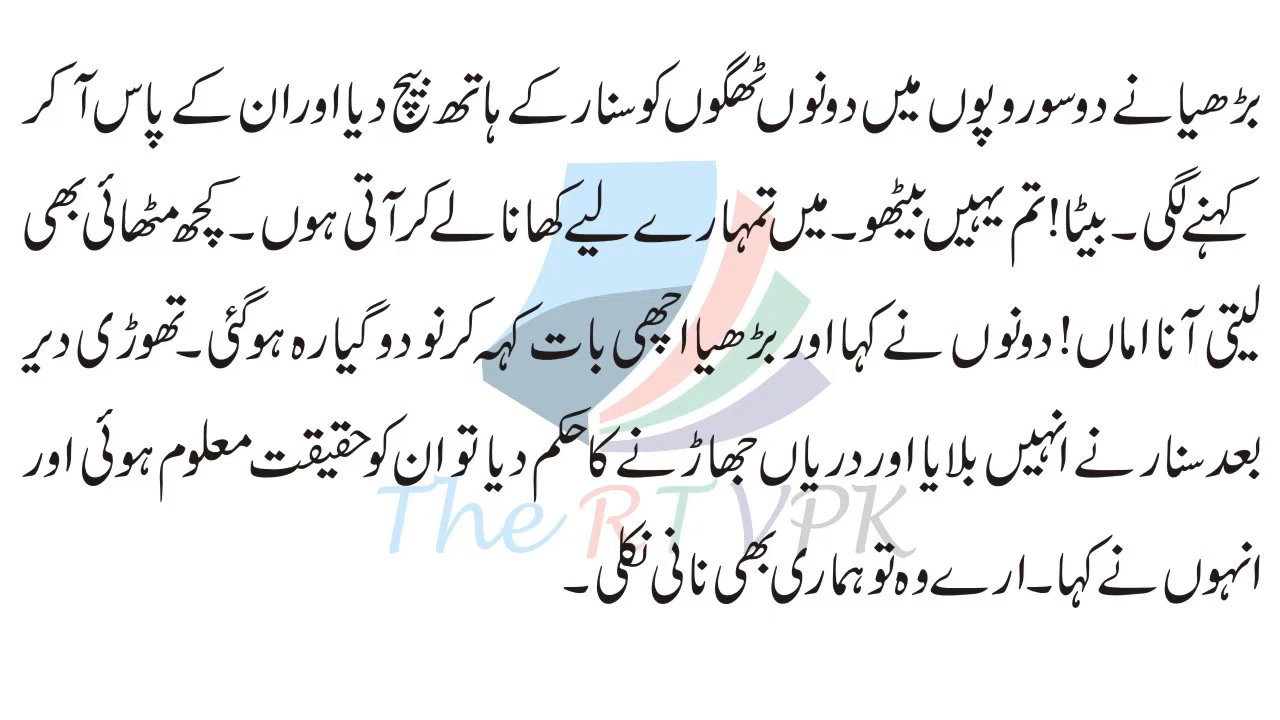 بڑھیا نے دو سو روپوں میں دونوں ٹھگوں کو سنار کے ہاتھ بیچ دیا اور ان کے پاس آ کر
کہنے لگی۔ بیٹا! تم یہیں بیٹھو۔ میں تمہارے لیے کھانا لے کر آتی ہوں۔ کچھ مٹھائی بھی
لیتی آنا اماں! دونوں نے کہا اور بڑھیا اچھی بات کہہ کر نو دو گیارہ ہو گئی۔ تھوڑی دیر
بعد سنار نے انہیں بلایا اور دریاں جھاڑنے کا حکم دیا تو ان کو حقیقت معلوم ہوئی اور
The RTVPK
انہوں نے کہا۔ ارے وہ تو ہماری بھی نانی نکلی۔